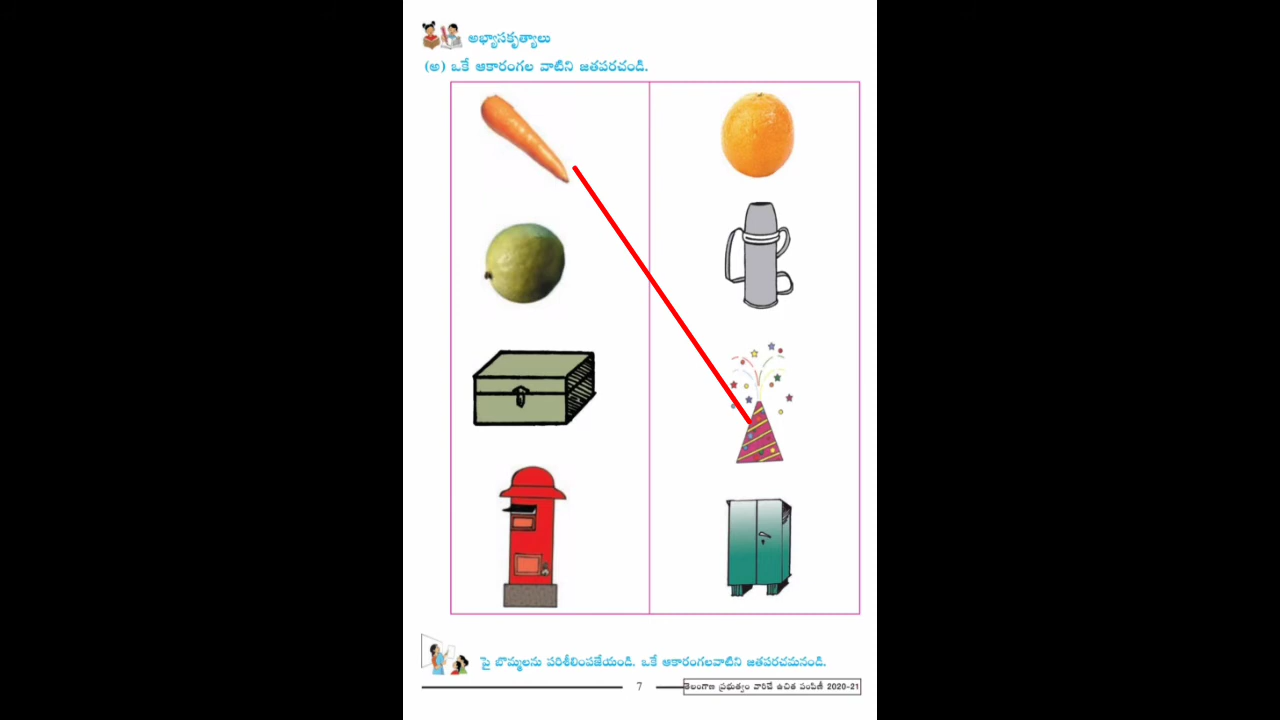 అభ్యాసకృత్యాలు
(అ) ఒకే ఆకారంగల వాటిని జతపరచండి.
పై బొమ్మలను పరిశీలింపజేయండి. ఒకే ఆకారంగలవాటిని జతపరచమనండి.
7
తెలంగాణ ప్రభుత్వం వారిచే ఉచిత పంపిణీ 2020-21